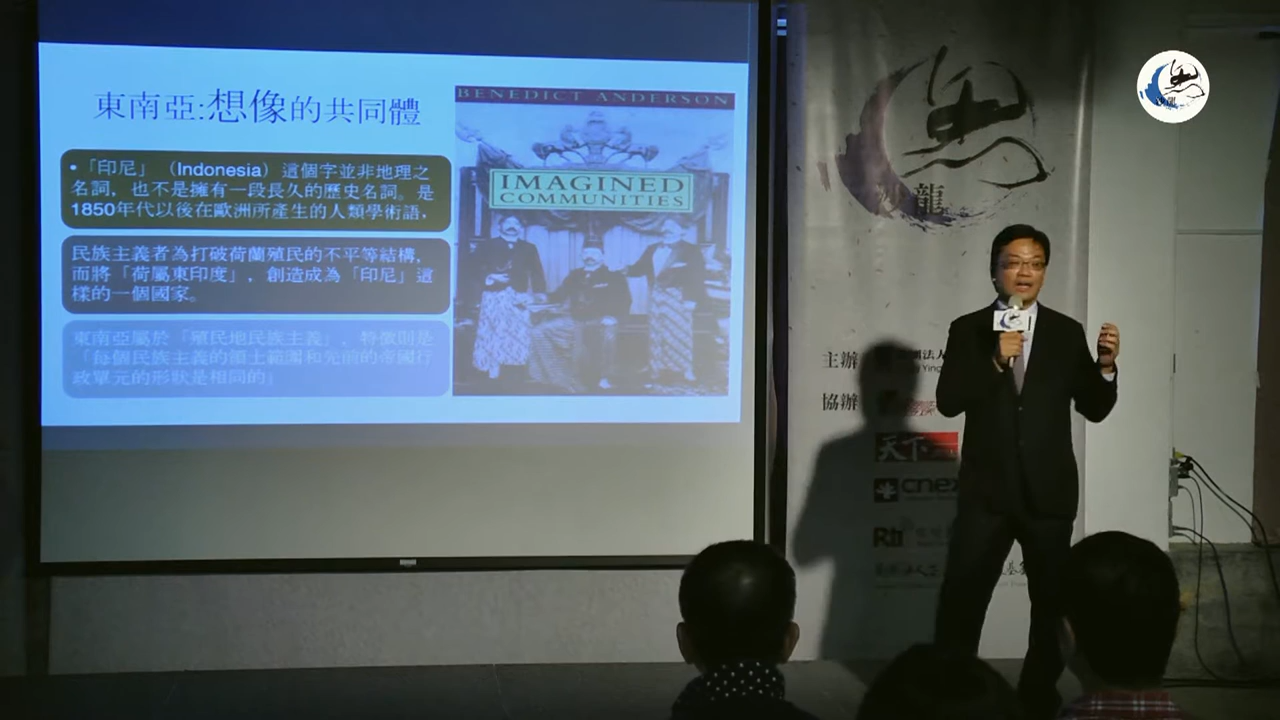 東南亞:想像的共同體
•「印尼」（Indonesia）這個字並非地理之
名詞，也不是擁有一段長久的歷史名詞。是
1850年代以後在歐洲所產生的人類學術語，
民族主義者為打破荷蘭殖民的不平等結構，
而將「荷屬東印度」，創造成為「印尼」這
樣的一個國家。
東南亞屬於「殖民地民族主 」，特徵則是
「每個民族主義的領土範圍和先前的帝國行
政單元的形狀是相同的」
BENEDICT ANDERSON
IMAGINED
COMMUNITIES
沙龍
主辦
協辦
天下
cnex
Rti